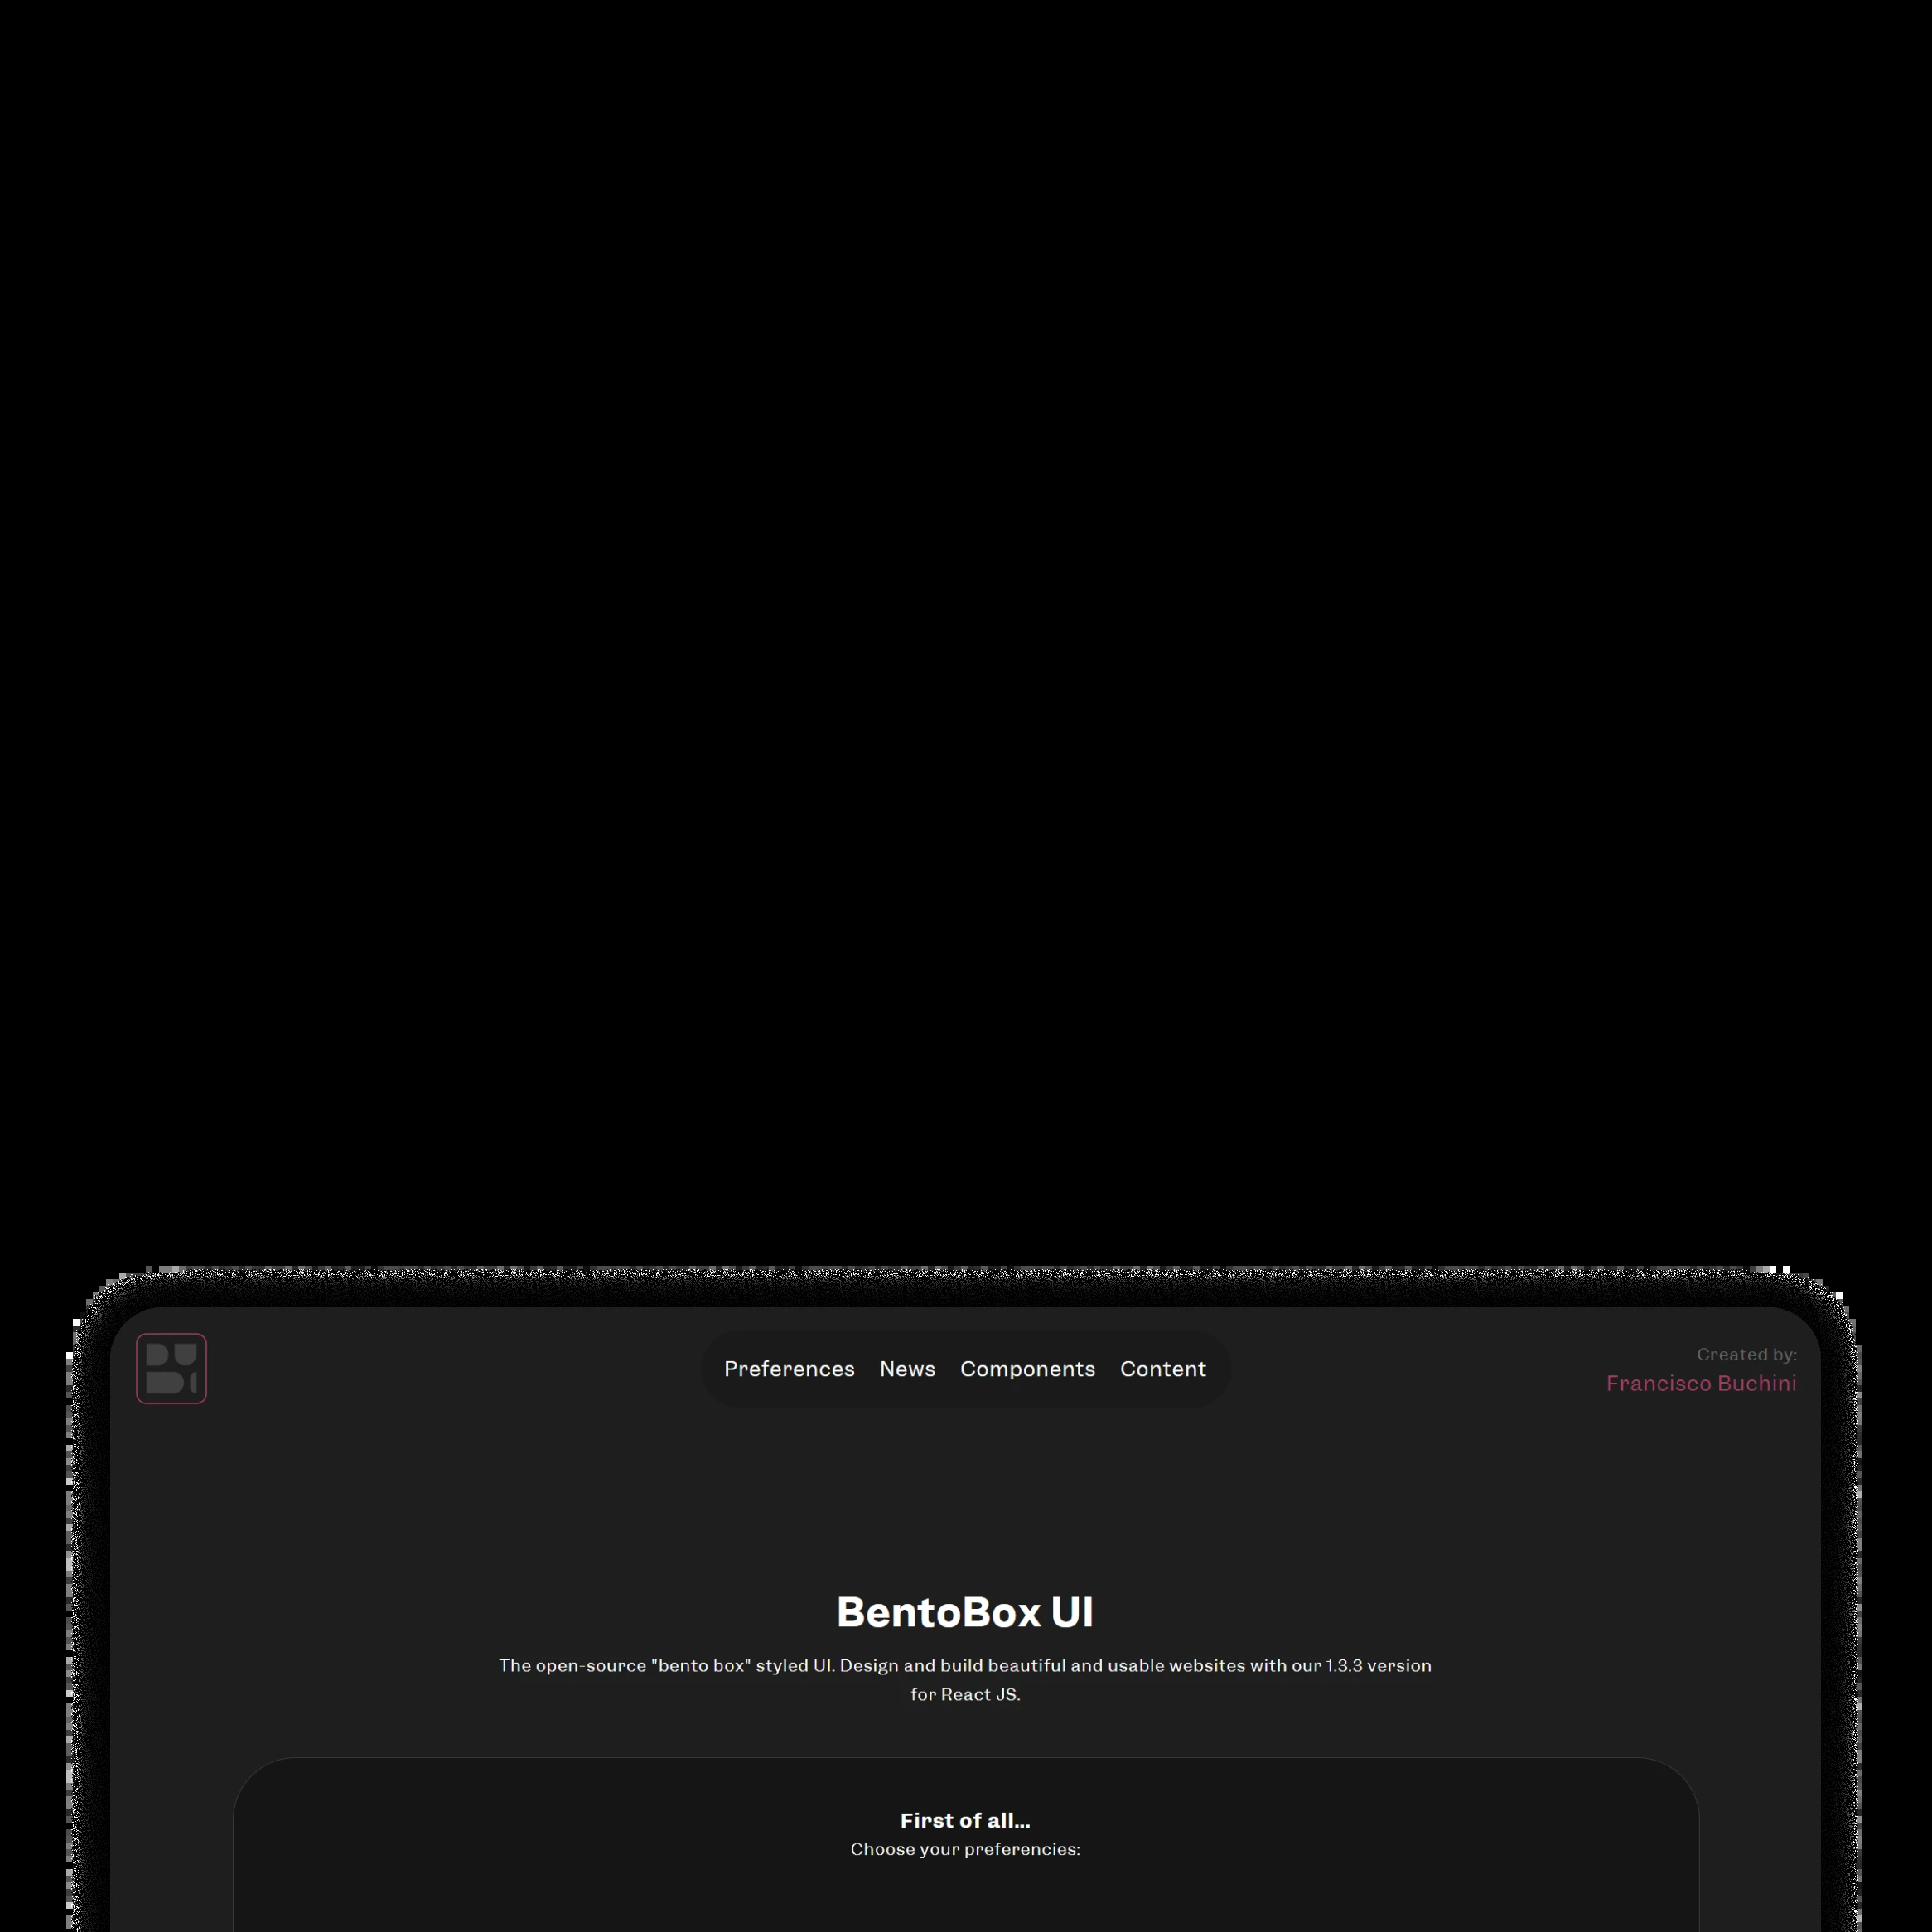 Preferences News Components Content
Created by:
Francisco Buchini
BentoBox UI
The open-source "bento box" styled UI. Design and build beautiful and usable websites with our 1.3.3 version
for React JS.
First of all...
Choose your preferencies: